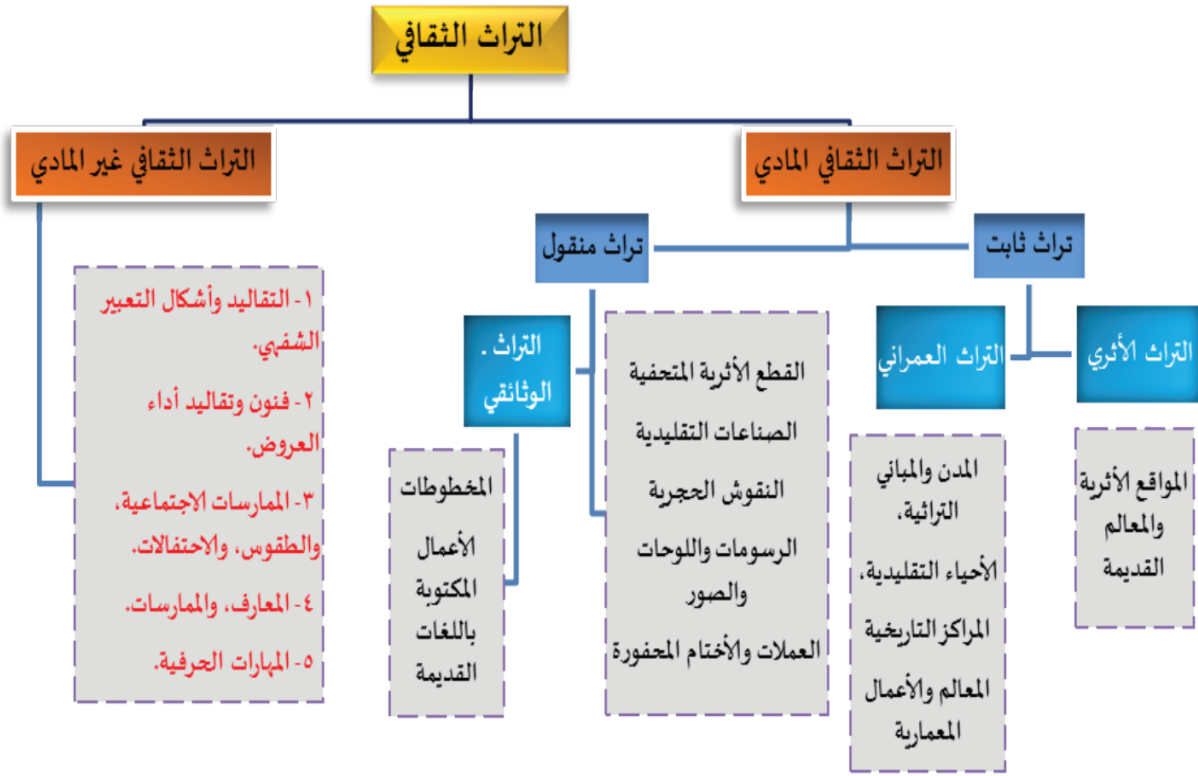 التراث الثقافي
التراث الثقافي المادي
التراث الثقافي غير المادي
تراث ثابت
تراث منقول
التراث الأثري
التراث العمراني
المواقع الأثرية
والمعالم
القديمة
المدن والمباني
التراثية،
الأحياء التقليدية،
المراكز التاريخية
المعالم والأعمال
المعمارية
القطع الأثرية المتحفية
الصناعات التقليدية
النقوش الحجرية
الرسومات واللوحات
والصور
العملات والأختام المحفورة
التراث .
الوثائقي
المخطوطات
الأعمال
المكتوبة
باللغات
القديمة
١- التقاليد وأشكال التعبير
الشفهي.
٢- فنون وتقاليد أداء
العروض.
٣- الممارسات الاجتماعية،
والطقوس، والاحتفالات.
٤- المعارف، والممارسات.
٥- المهارات الحرفية.